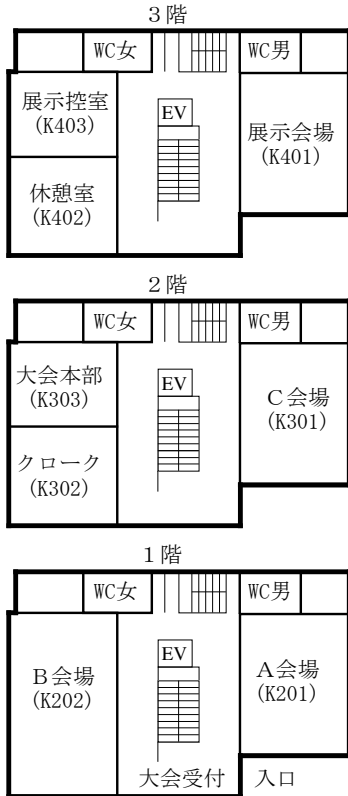 ３階
WC女
WC男
展示控室
(K403)
EV
展示会場
(K401)
休憩室
(K402)
２階
WC女
WC男
大会本部
(K303)
EV
Ｃ会場
(K301)
クローク
(K302)
１階
WC女
WC男
EV
Ｂ会場
(K202)
Ａ会場
(K201)
大会受付
入口